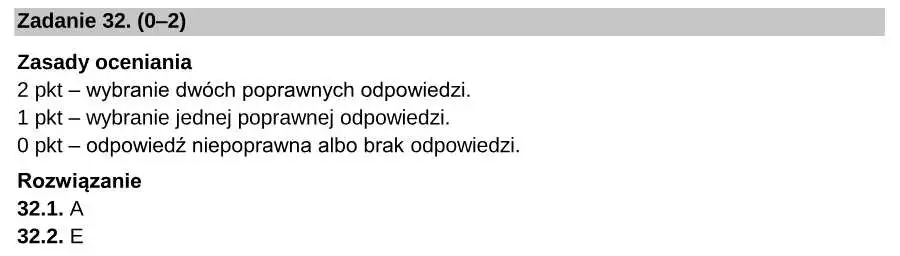 Zadanie 32. (0–2)
Zasady oceniania
2 pkt – wybranie dwóch poprawnych odpowiedzi.
1 pkt – wybranie jednej poprawnej odpowiedzi.
0 pkt – odpowiedź niepoprawna albo brak odpowiedzi.
Rozwiązanie
32.1. A
32.2. E